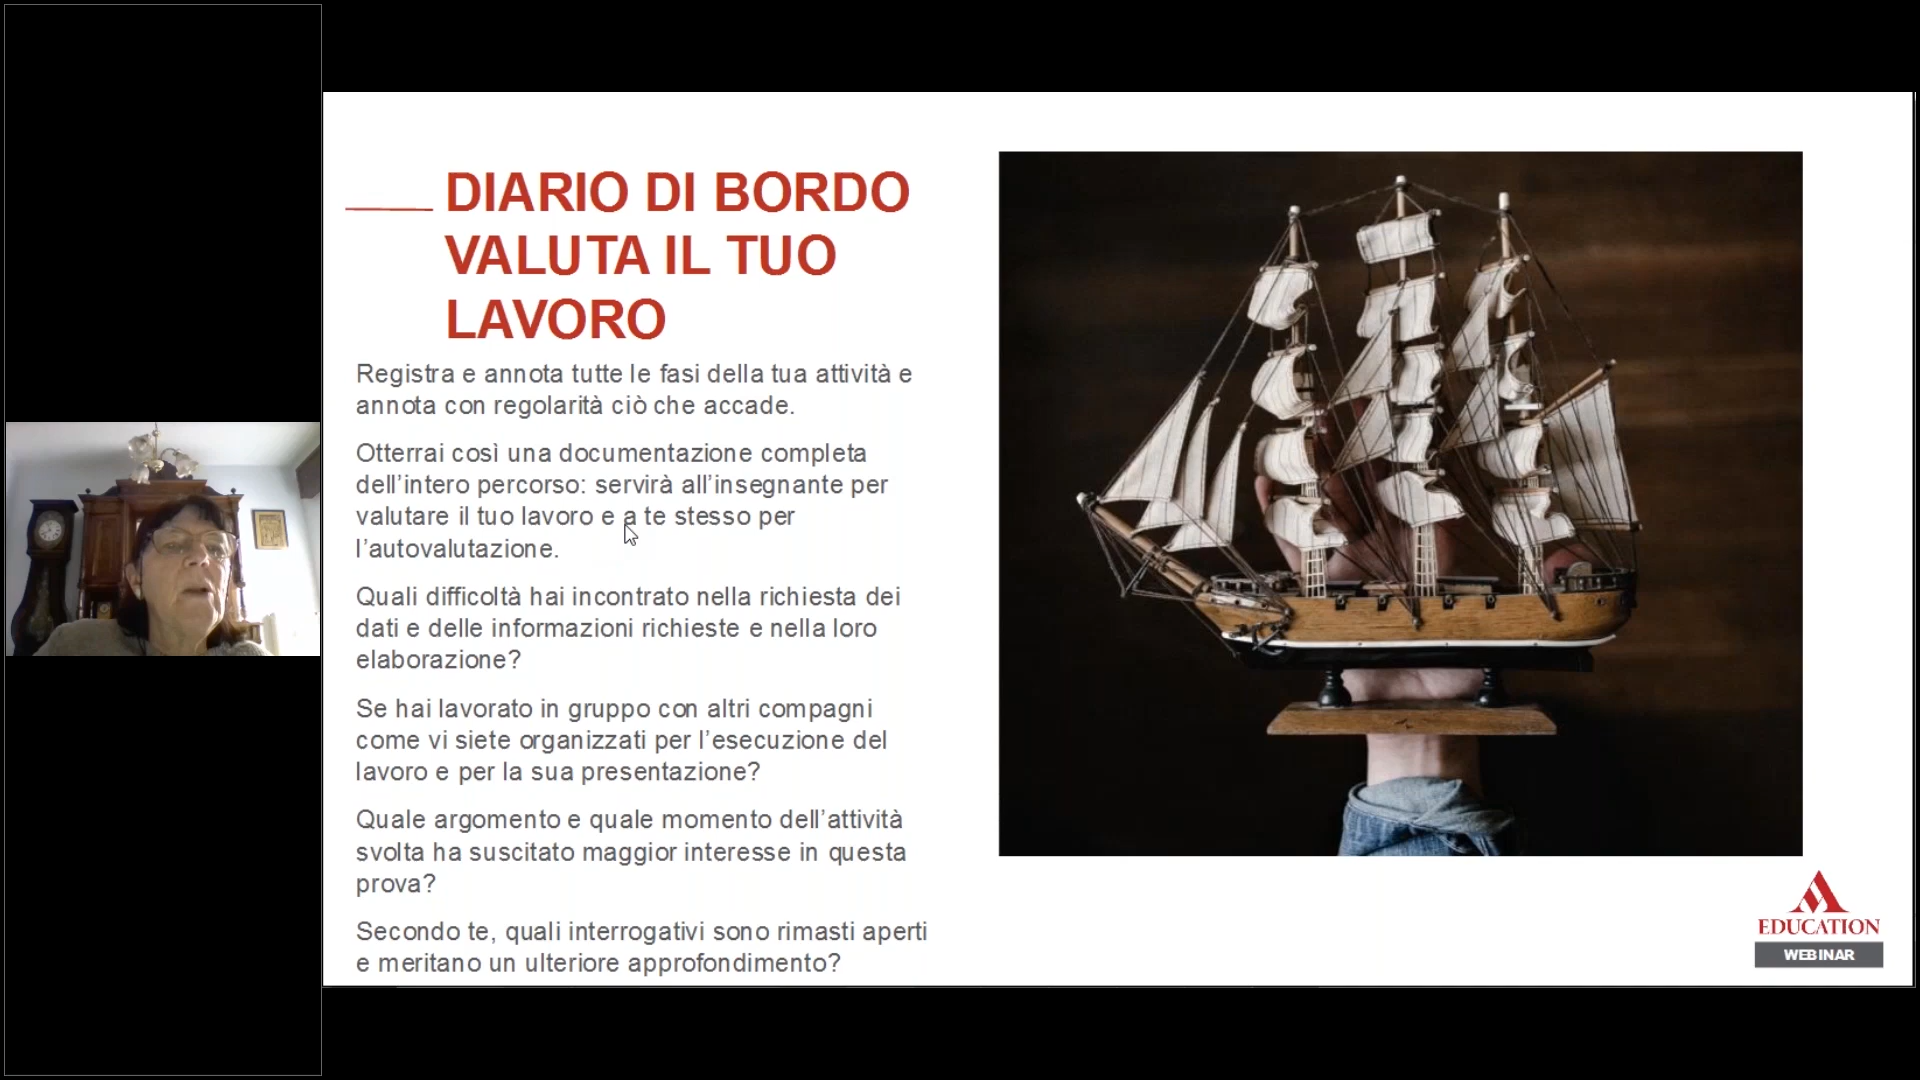 DIARIO DI BORDO
VALUTA IL TUO
LAVORO
Registra e annota tutte le fasi della tua attività e
annota con regolarità ciò che accade.
Otterrai così una documentazione completa
dell’intero percorso: servirà all’insegnante per
valutare il tuo lavoro e a te stesso per
l’autovalutazione.
Quali difficoltà hai incontrato nella richiesta dei
dati e delle informazioni richieste e nella loro
elaborazione?
Se hai lavorato in gruppo con altri compagni
come vi siete organizzati per l’esecuzione del
lavoro e per la sua presentazione?
Quale argomento e quale momento dell’attività
svolta ha suscitato maggior interesse in questa
prova?
Secondo te, quali interrogativi sono rimasti aperti
e meritano un ulteriore approfondimento?
EDUCATION
WEBINAR